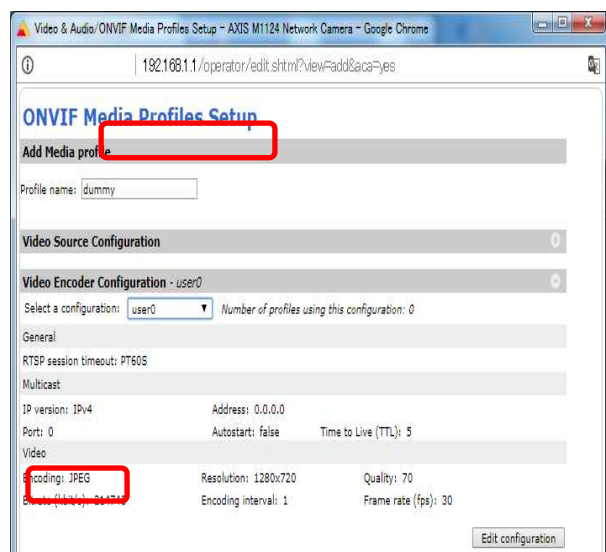 Video & Audio/ONVIF Media Profiles Setup - AXIS M1124 Network Camera - Google Chrome
192.168.1.1/operator/edit.shtml?view=add&aca=yes
ONVIF Media Profiles Setup
Add Media profile
Profile name: dummy
Video Source Configuration
Video Encoder Configuration - user0
Select a configuration: user0 Number of profiles using this configuration: 0
General
RTSP session timeout: PT60S
Multicast
IP version: IPv4 Address: 0.0.0.0
Port: 0 Autostart: false Time to Live (TTL): 5
Video
Encoding: JPEG Resolution: 1280x720 Quality: 70
Encoding interval: 1 Frame rate (fps): 30
Edit configuration